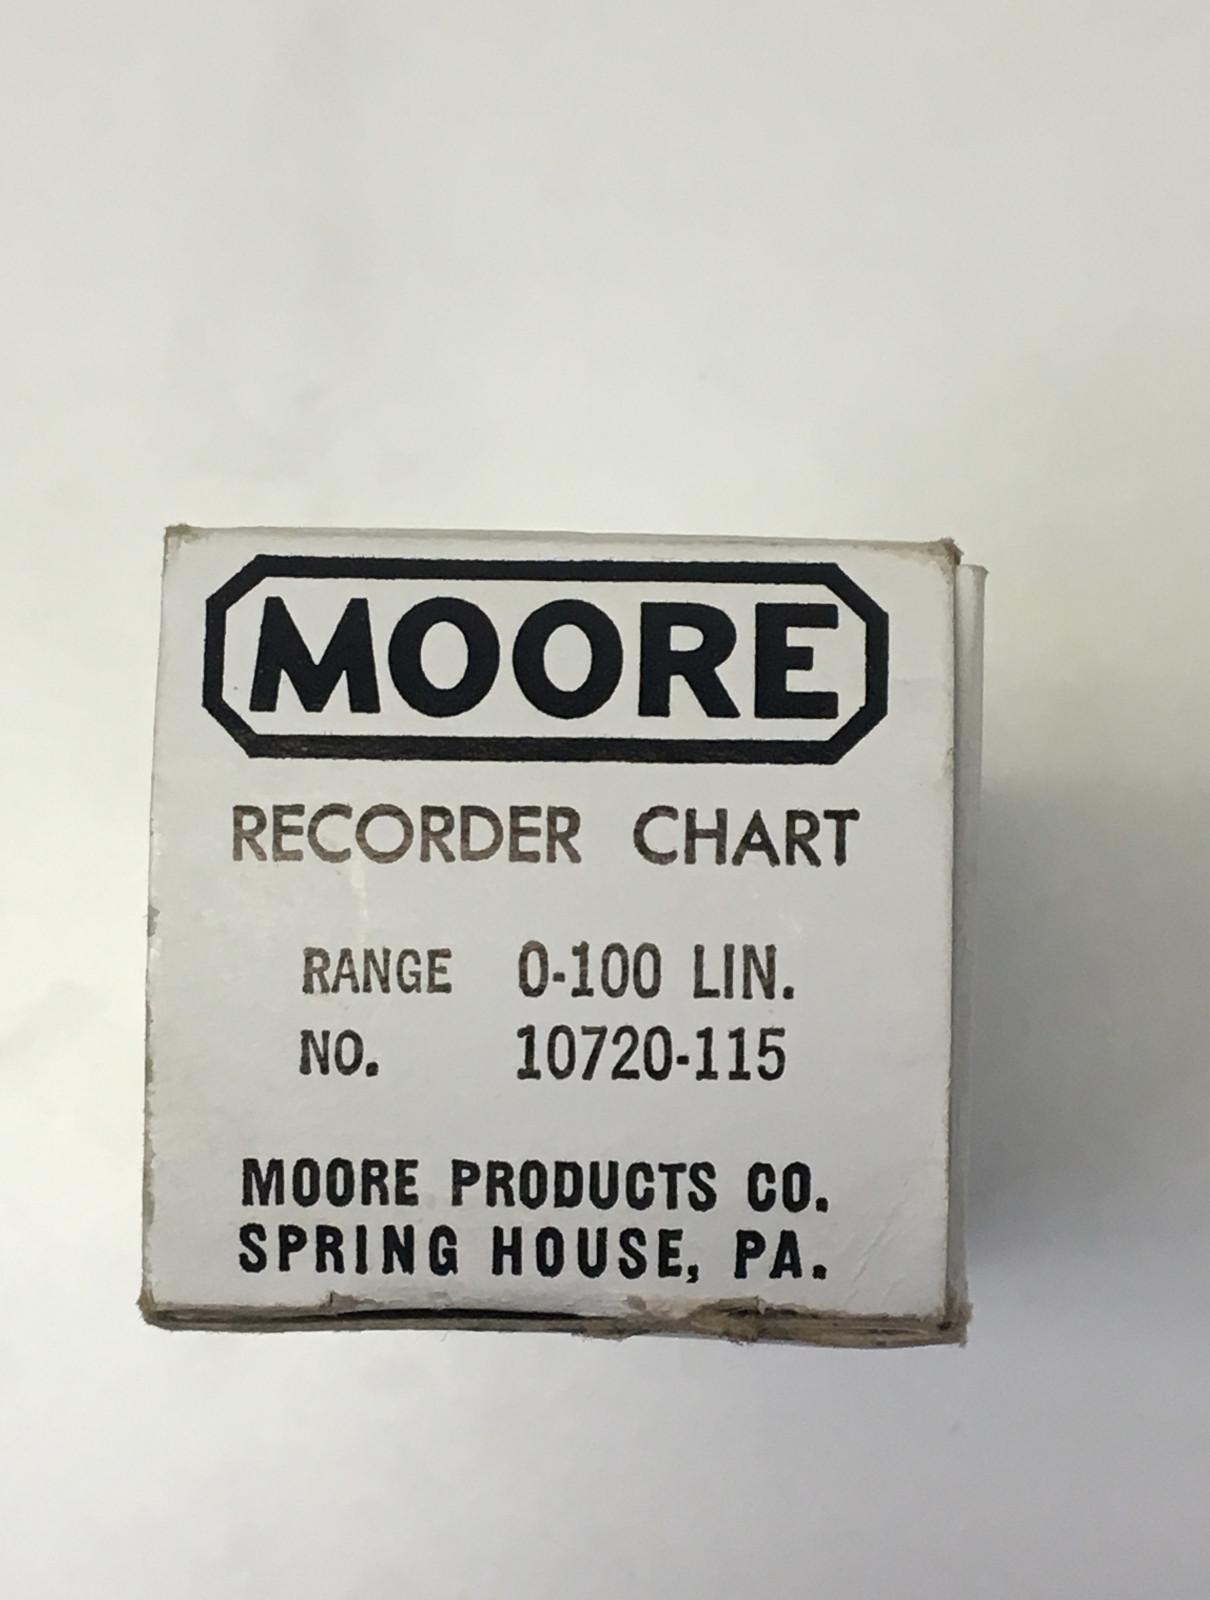 MOORE
RECORDER CHART
RANGE 0-100 LIN.
NO. 10720-115
MOORE PRODUCTS CO.
SPRING HOUSE, PA.